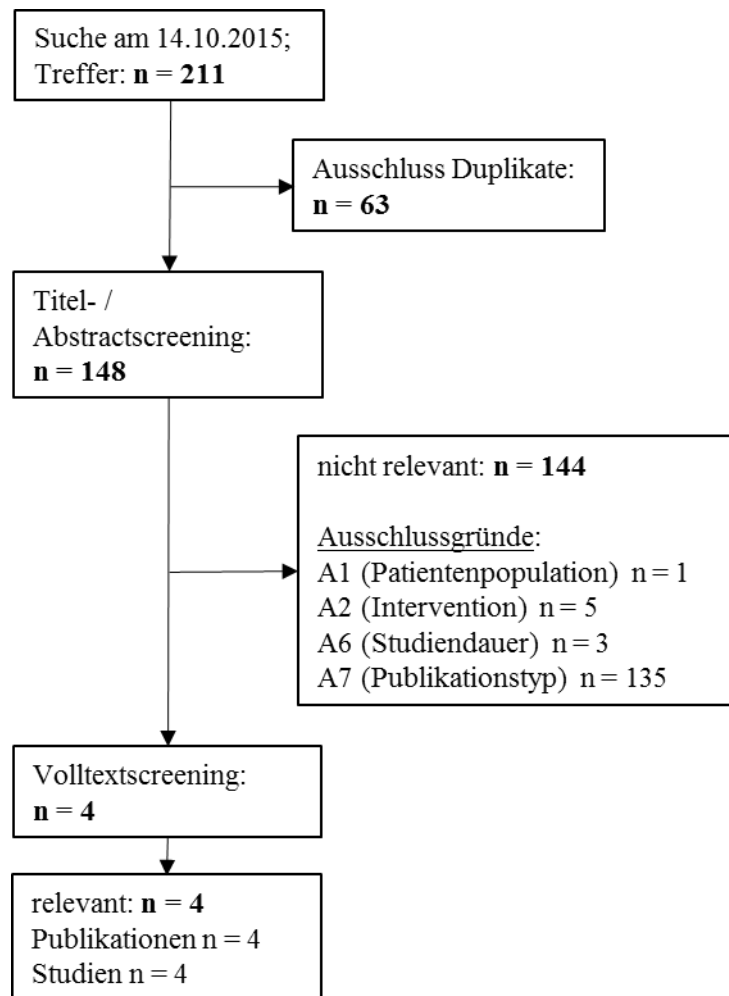 Suche am 14.10.2015;
Treffer: n = 211
Ausschluss Duplikate:
n = 63
Titel- /
Abstractscreening:
n = 148
nicht relevant: n = 144
Ausschlussgründe:
A1 (Patientenpopulation) n = 1
A2 (Intervention) n = 5
A6 (Studiendauer) n = 3
A7 (Publikationstyp) n = 135
Volltextscreening:
n = 4
relevant: n = 4
Publikationen n = 4
Studien n = 4